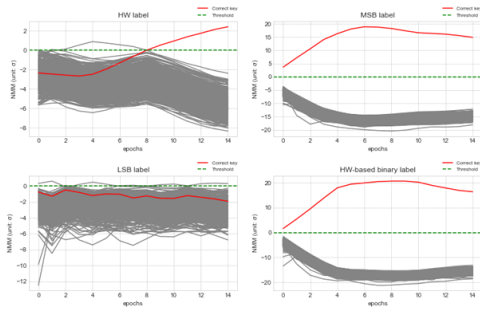 HW label
Correct key
Threshold
NMM (unit: σ)
2
0
−2
−4
−6
−8
0 2 4 6 8 10 12 14
epochs
MSB label
Correct key
Threshold
NMM (unit: σ)
20
15
10
5
0
−5
−10
−15
−20
0 2 4 6 8 10 12 14
epochs
LSB label
Correct key
Threshold
NMM (unit: σ)
0
−2
−4
−6
−8
−10
−12
0 2 4 6 8 10 12 14
epochs
HW-based binary label
Correct key
Threshold
NMM (unit: σ)
20
10
0
−10
−20
0 2 4 6 8 10 12 14
epochs